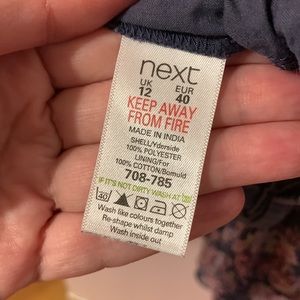 next
UK EUR
12 40
KEEP AWAY
FROM FIRE
MADE IN INDIA
SHELL/Yderside
100% POLYESTER
LINING/For
100% COTTON/Bomuld
708-785
IF IT'S NOT DIRTY WASH AT 30
40
Wash like colours together
Re-shape whilst damp
Wash inside out